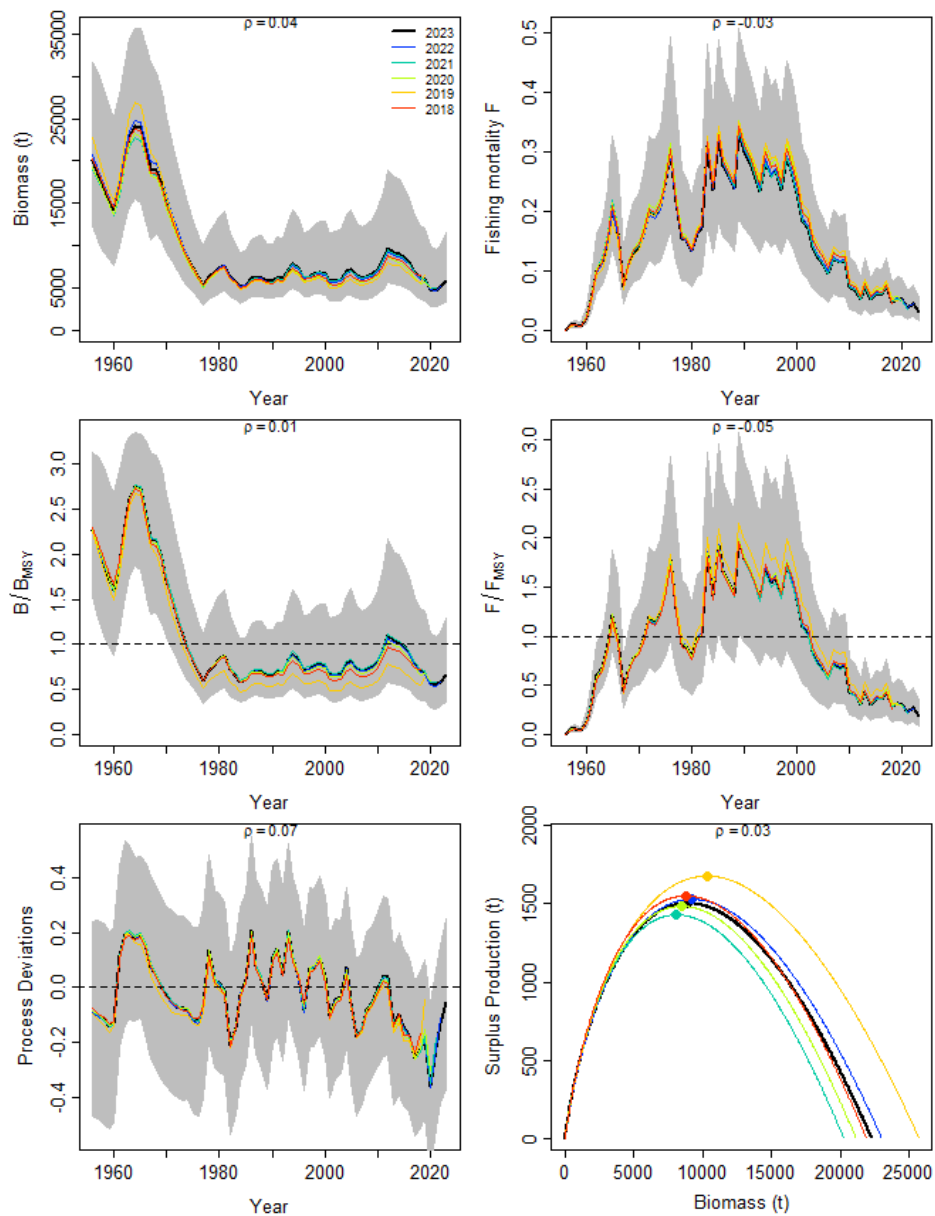 ρ = 0.04
Biomass (t)
0 5000 15000 25000 35000
2023
2022
2021
2020
2019
2018
1960 1980 2000 2020
Year
ρ = -0.03
Fishing mortality F
0.0 0.1 0.2 0.3 0.4 0.5
1960 1980 2000 2020
Year
ρ = 0.01
B/BMSY
0.0 0.5 1.0 1.5 2.0 2.5 3.0
1960 1980 2000 2020
Year
ρ = -0.05
F/FMSY
0.0 0.5 1.0 1.5 2.0 2.5 3.0
1960 1980 2000 2020
Year
ρ = 0.07
Process Deviations
-0.4 -0.2 0.0 0.2 0.4
1960 1980 2000 2020
Year
ρ = 0.03
Surplus Production (t)
0 500 1000 1500 2000
0 5000 10000 15000 20000 25000
Biomass (t)